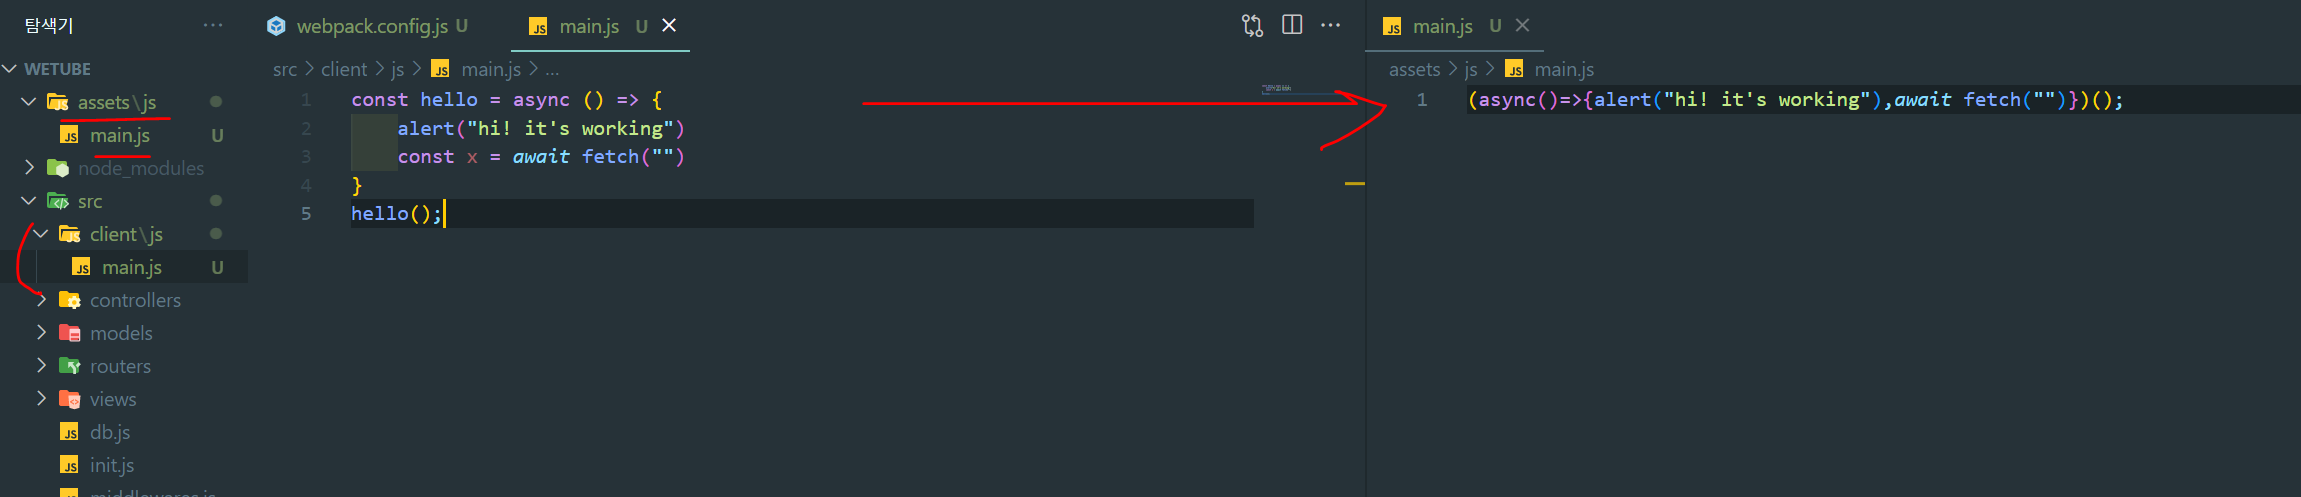 탐색기 ...
WETUBE
assets\js
main.js U
node_modules
src
client\js
main.js U
controllers
models
routers
views
db.js
init.js
middlewares.js
webpack.config.js U
main.js U
src > client > js > JS main.js > ...
1 const hello = async () => {
2 alert("hi! it's working")
3 const x = await fetch("")
4 }
5 hello();
main.js U
assets > js > JS main.js
1 (async()=>{alert("hi! it's working"),await fetch("")})();